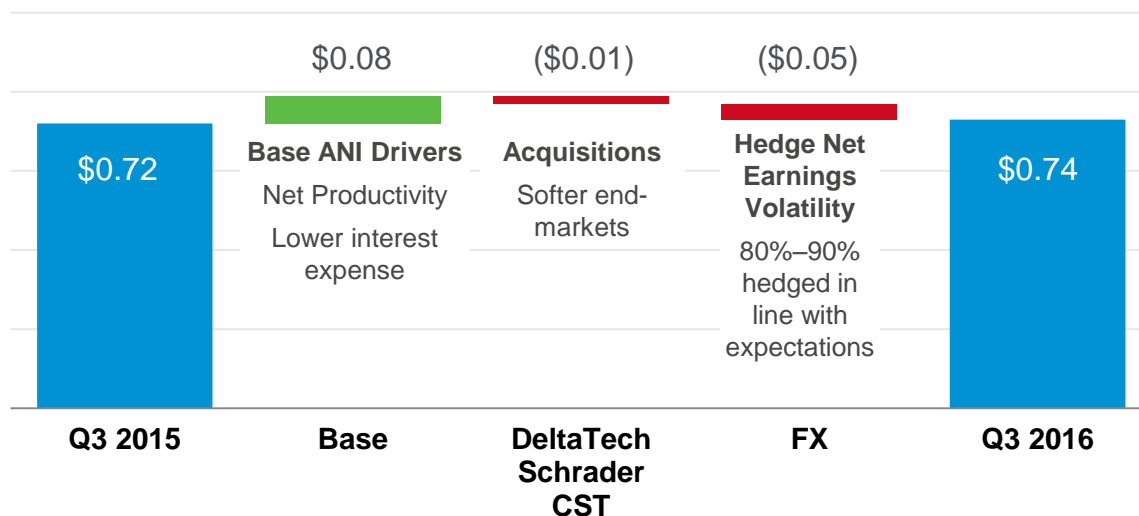 $0.08
($0.01)
($0.05)
$0.72
Base ANI Drivers
Net Productivity
Lower interest
expense
Acquisitions
Softer end-
markets
Hedge Net
Earnings
Volatility
80%–90%
hedged in
line with
expectations
$0.74
Q3 2015
Base
DeltaTech
Schrader
CST
FX
Q3 2016